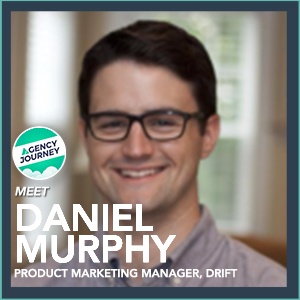 AGENCY
JOURNEY
MEET
DANIEL
MURPHY
PRODUCT MARKETING MANAGER, DRIFT